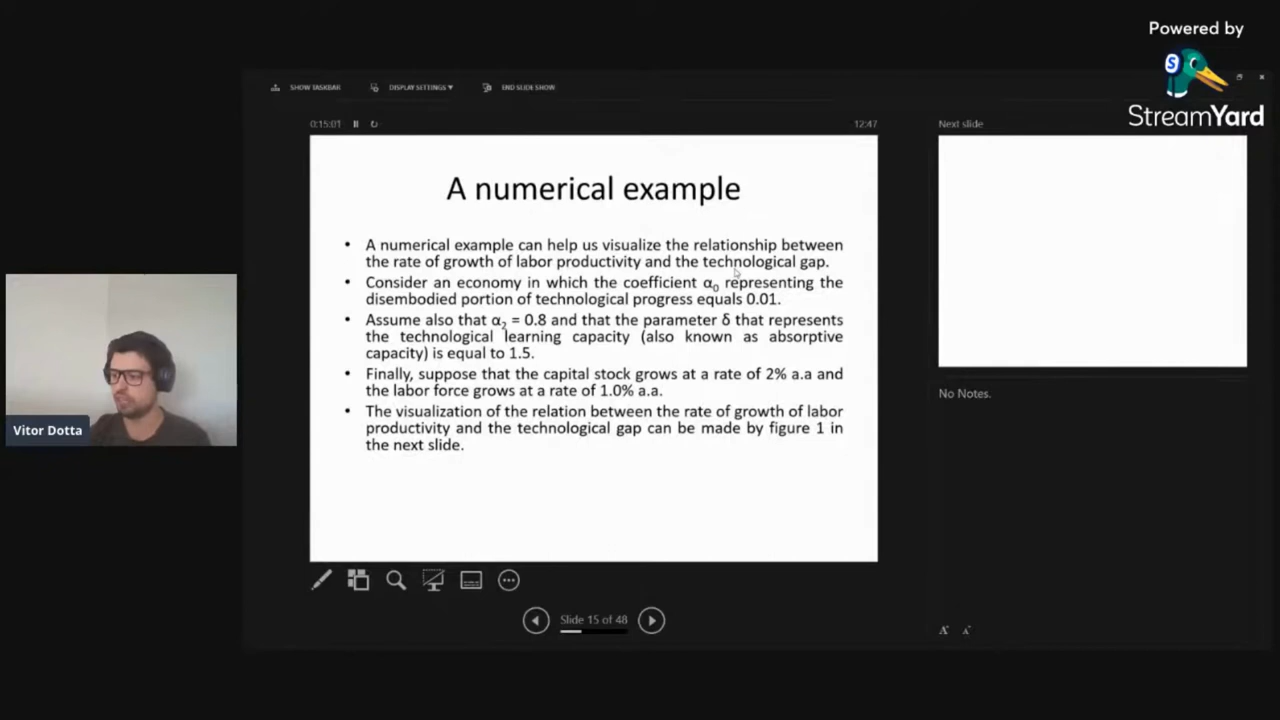 Powered by
S
StreamYard
SHOW TASKBAR
DISPLAY SETTINGS ▾
END SLIDE SHOW
0:15:01
12:47
Next slide
A numerical example
• A numerical example can help us visualize the relationship between
the rate of growth of labor productivity and the technological gap.
• Consider an economy in which the coefficient α₀ representing the
disembodied portion of technological progress equals 0.01.
• Assume also that α₂ = 0.8 and that the parameter δ that represents
the technological learning capacity (also known as absorptive
capacity) is equal to 1.5.
• Finally, suppose that the capital stock grows at a rate of 2% a.a and
the labor force grows at a rate of 1.0% a.a.
• The visualization of the relation between the rate of growth of labor
productivity and the technological gap can be made by figure 1 in
the next slide.
No Notes.
Vitor Dotta
Slide 15 of 48
A A